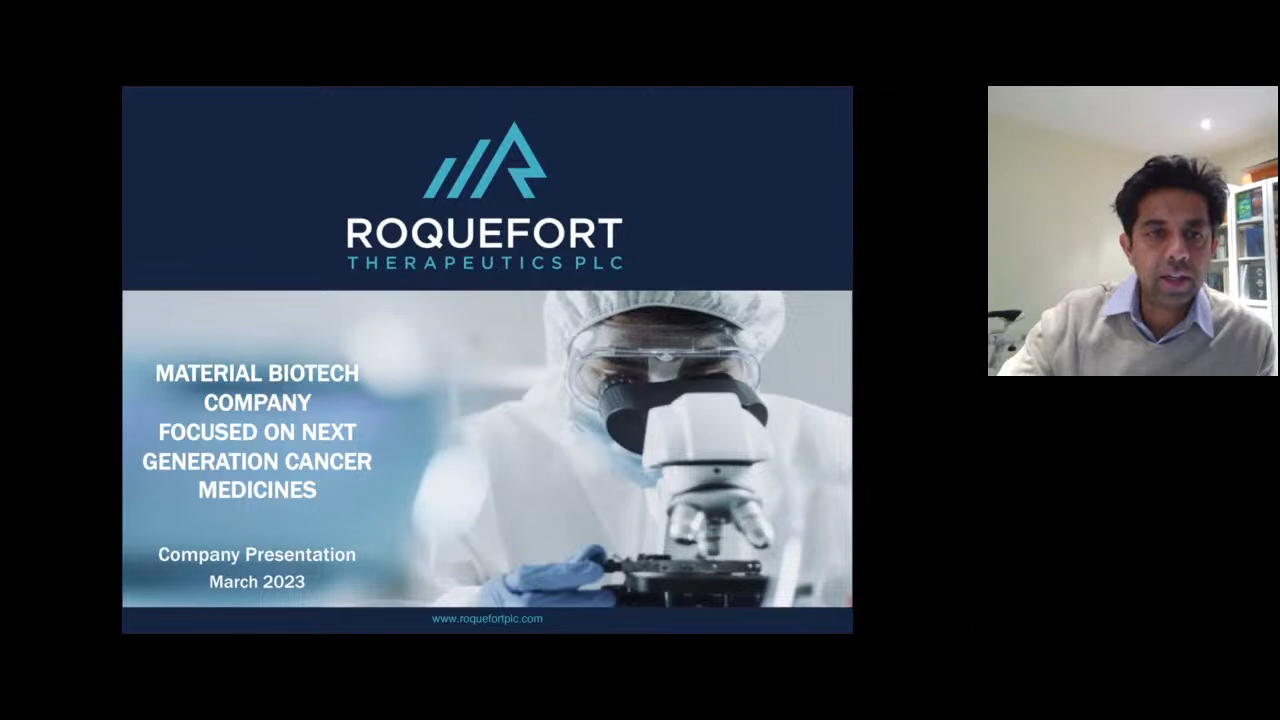 ROQUEFORT
THERAPEUTICS PLC
MATERIAL BIOTECH
COMPANY
FOCUSED ON NEXT
GENERATION CANCER
MEDICINES
Company Presentation
March 2023
www.roquefortplc.com